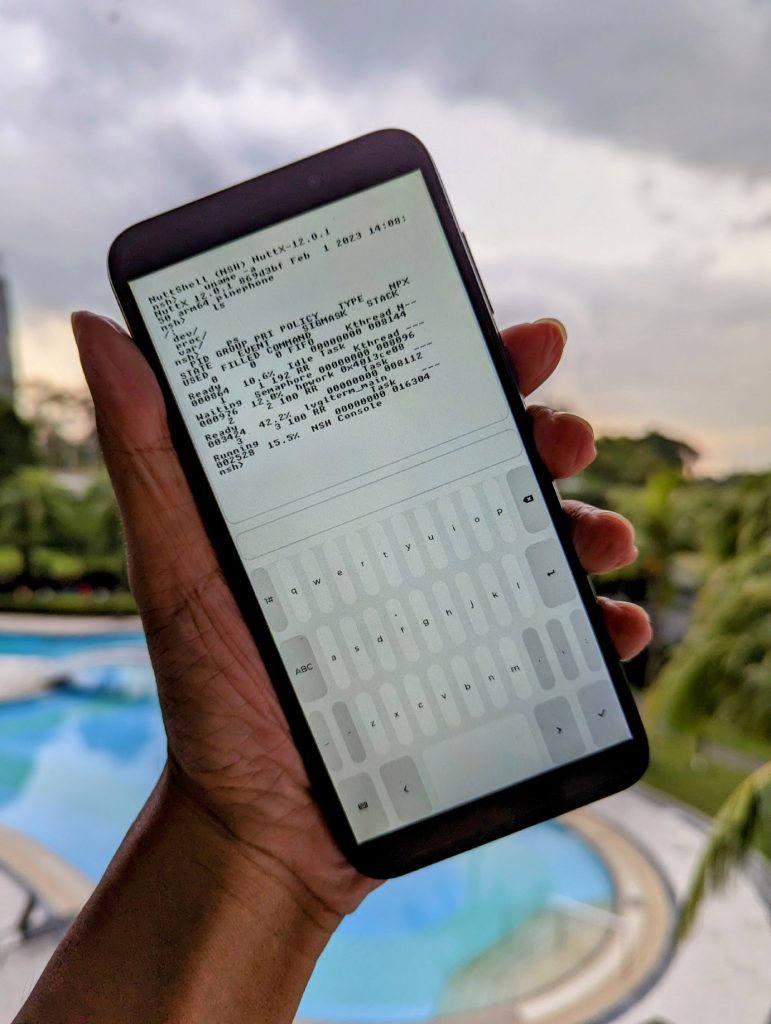 NuttShell (NSH) NuttX-12.0.1
nsh> uname -a
NuttX 12.0.1 869d3bf Feb 1 2023 14:08:
50 arm64 pinephone
nsh> ls
/:
dev/
proc/
var/
nsh> ps
PID GROUP PRI POLICY TYPE NPX
STATE EVENT SIGMASK STACK
USED FILLED COMMAND
0 0 0 FIFO Kthread N--
Ready 00000000 008144
000864 10.6% Idle Task
1 1 192 RR Kthread ---
Waiting Semaphore 00000000 008096
000976 12.0% hpwork
2 2 100 RR Task ---
Ready 00000000 008112
003424 42.2% lvglterm_main
3 3 100 RR Task ---
Running 00000000 016304
002528 15.5% NSH Console
nsh>
1# q w e r t y u i o p
ABC a s d f g h j k l
_ - z x c v b n m . , :